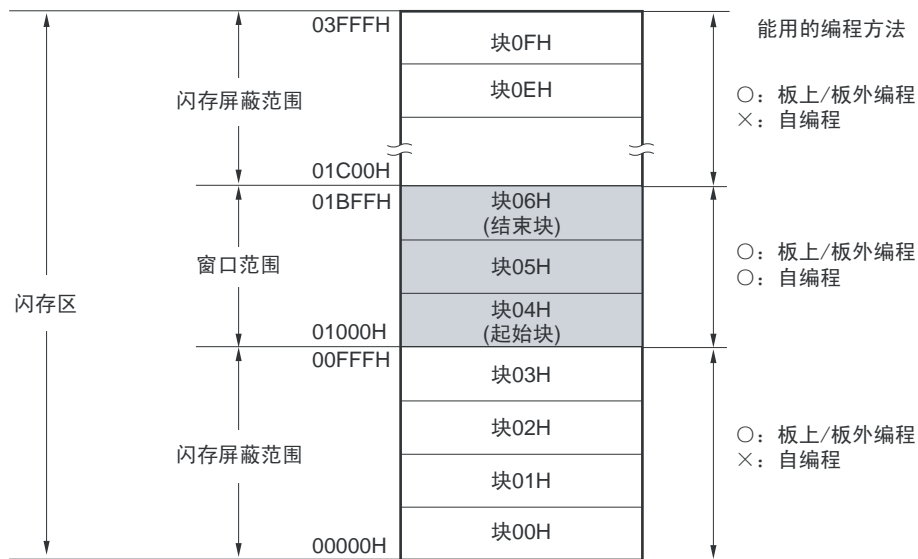 03FFFH
块0FH
能用的编程方法
块0EH
闪存屏蔽范围
○：板上/板外编程
×：自编程
01C00H
01BFFH
块06H
(结束块)
窗口范围
块05H
○：板上/板外编程
○：自编程
闪存区
块04H
(起始块)
01000H
00FFFH
块03H
块02H
闪存屏蔽范围
○：板上/板外编程
×：自编程
块01H
块00H
00000H